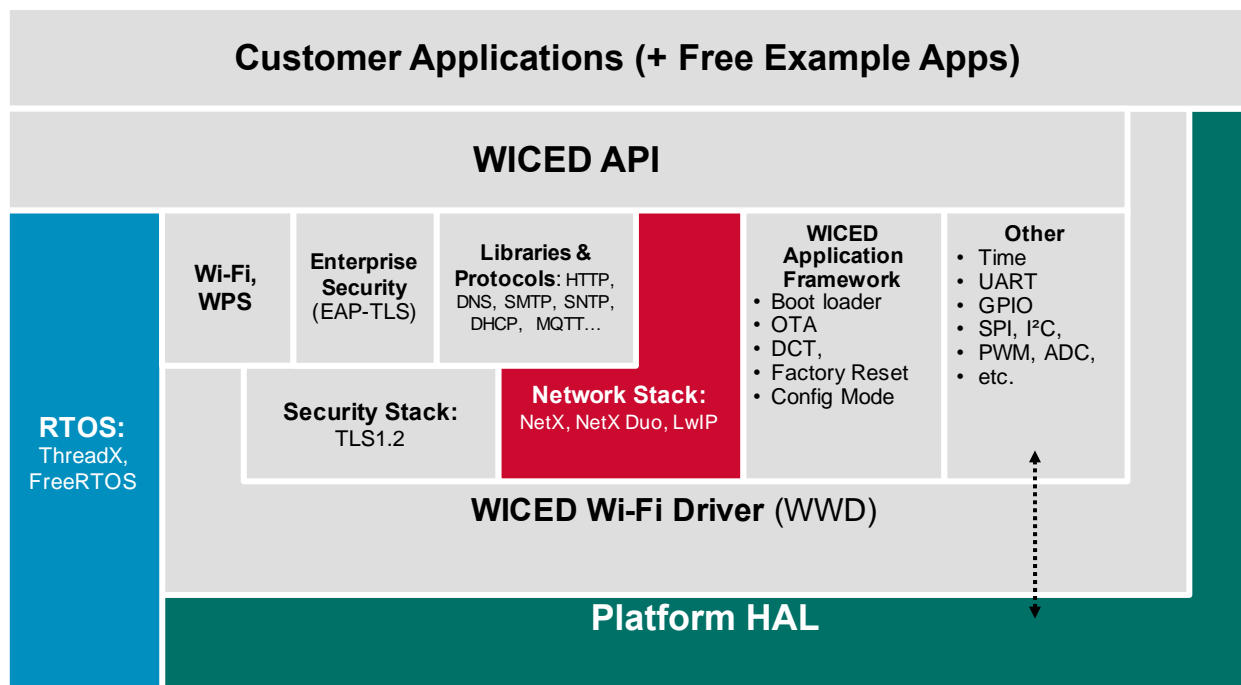 Customer Applications (+ Free Example Apps)
WICED API
RTOS:
ThreadX,
FreeRTOS
Wi-Fi,
WPS
Enterprise
Security
(EAP-TLS)
Libraries &
Protocols: HTTP,
DNS, SMTP, SNTP,
DHCP, MQTT...
Security Stack:
TLS1.2
Network Stack:
NetX, NetX Duo, LwIP
WICED
Application
Framework
• Boot loader
• OTA
• DCT,
• Factory Reset
• Config Mode
Other
• Time
• UART
• GPIO
• SPI, I²C,
• PWM, ADC,
• etc.
WICED Wi-Fi Driver (WWD)
Platform HAL